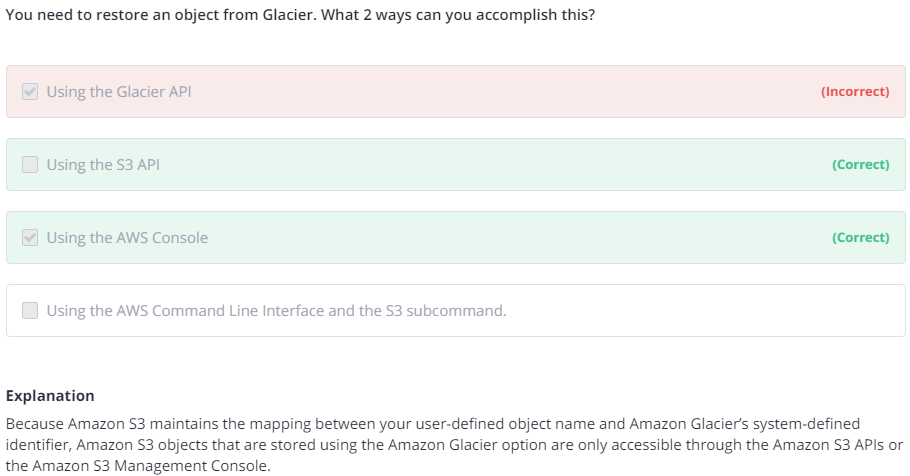 You need to restore an object from Glacier. What 2 ways can you accomplish this?
Using the Glacier API (Incorrect)
Using the S3 API (Correct)
Using the AWS Console (Correct)
Using the AWS Command Line Interface and the S3 subcommand.
Explanation
Because Amazon S3 maintains the mapping between your user-defined object name and Amazon Glacier’s system-defined
identifier, Amazon S3 objects that are stored using the Amazon Glacier option are only accessible through the Amazon S3 APIs or
the Amazon S3 Management Console.